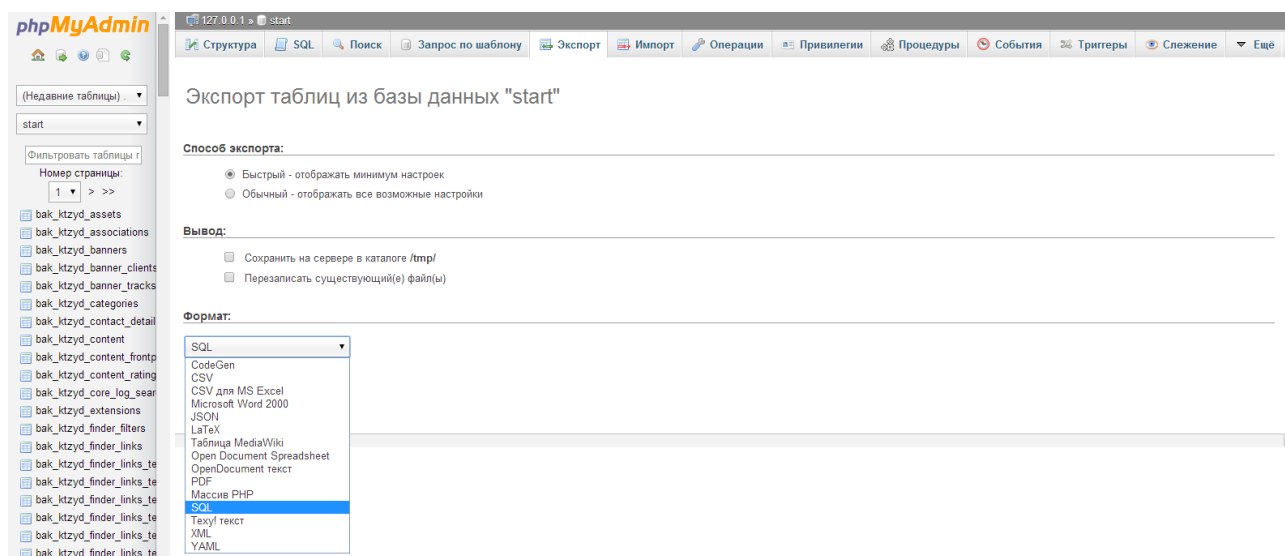 phpMyAdmin
(Недавние таблицы) .
start
Фильтровать таблицы г
Номер страницы:
1 > >>
bak_ktzyd_assets
bak_ktzyd_associations
bak_ktzyd_banners
bak_ktzyd_banner_clients
bak_ktzyd_banner_tracks
bak_ktzyd_categories
bak_ktzyd_contact_detail
bak_ktzyd_content
bak_ktzyd_content_frontp
bak_ktzyd_content_rating
bak_ktzyd_core_log_sear
bak_ktzyd_extensions
bak_ktzyd_finder_filters
bak_ktzyd_finder_links
bak_ktzyd_finder_links_te
bak_ktzyd_finder_links_te
bak_ktzyd_finder_links_te
bak_ktzyd_finder_links_te
bak_ktzyd_finder_links_te
bak_ktzyd_finder_links_te
127.0.0.1 » start
Структура SQL Поиск Запрос по шаблону Экспорт Импорт Операции Привилегии Процедуры События Триггеры Слежение Ещё
Экспорт таблиц из базы данных "start"
Способ экспорта:
Быстрый - отображать минимум настроек
Обычный - отображать все возможные настройки
Вывод:
Сохранить на сервере в каталоге /tmp/
Перезаписать существующий(е) файл(ы)
Формат:
SQL
CodeGen
CSV
CSV для MS Excel
Microsoft Word 2000
JSON
LaTeX
Таблица MediaWiki
Open Document Spreadsheet
OpenDocument текст
PDF
Массив PHP
SQL
Texy! текст
XML
YAML